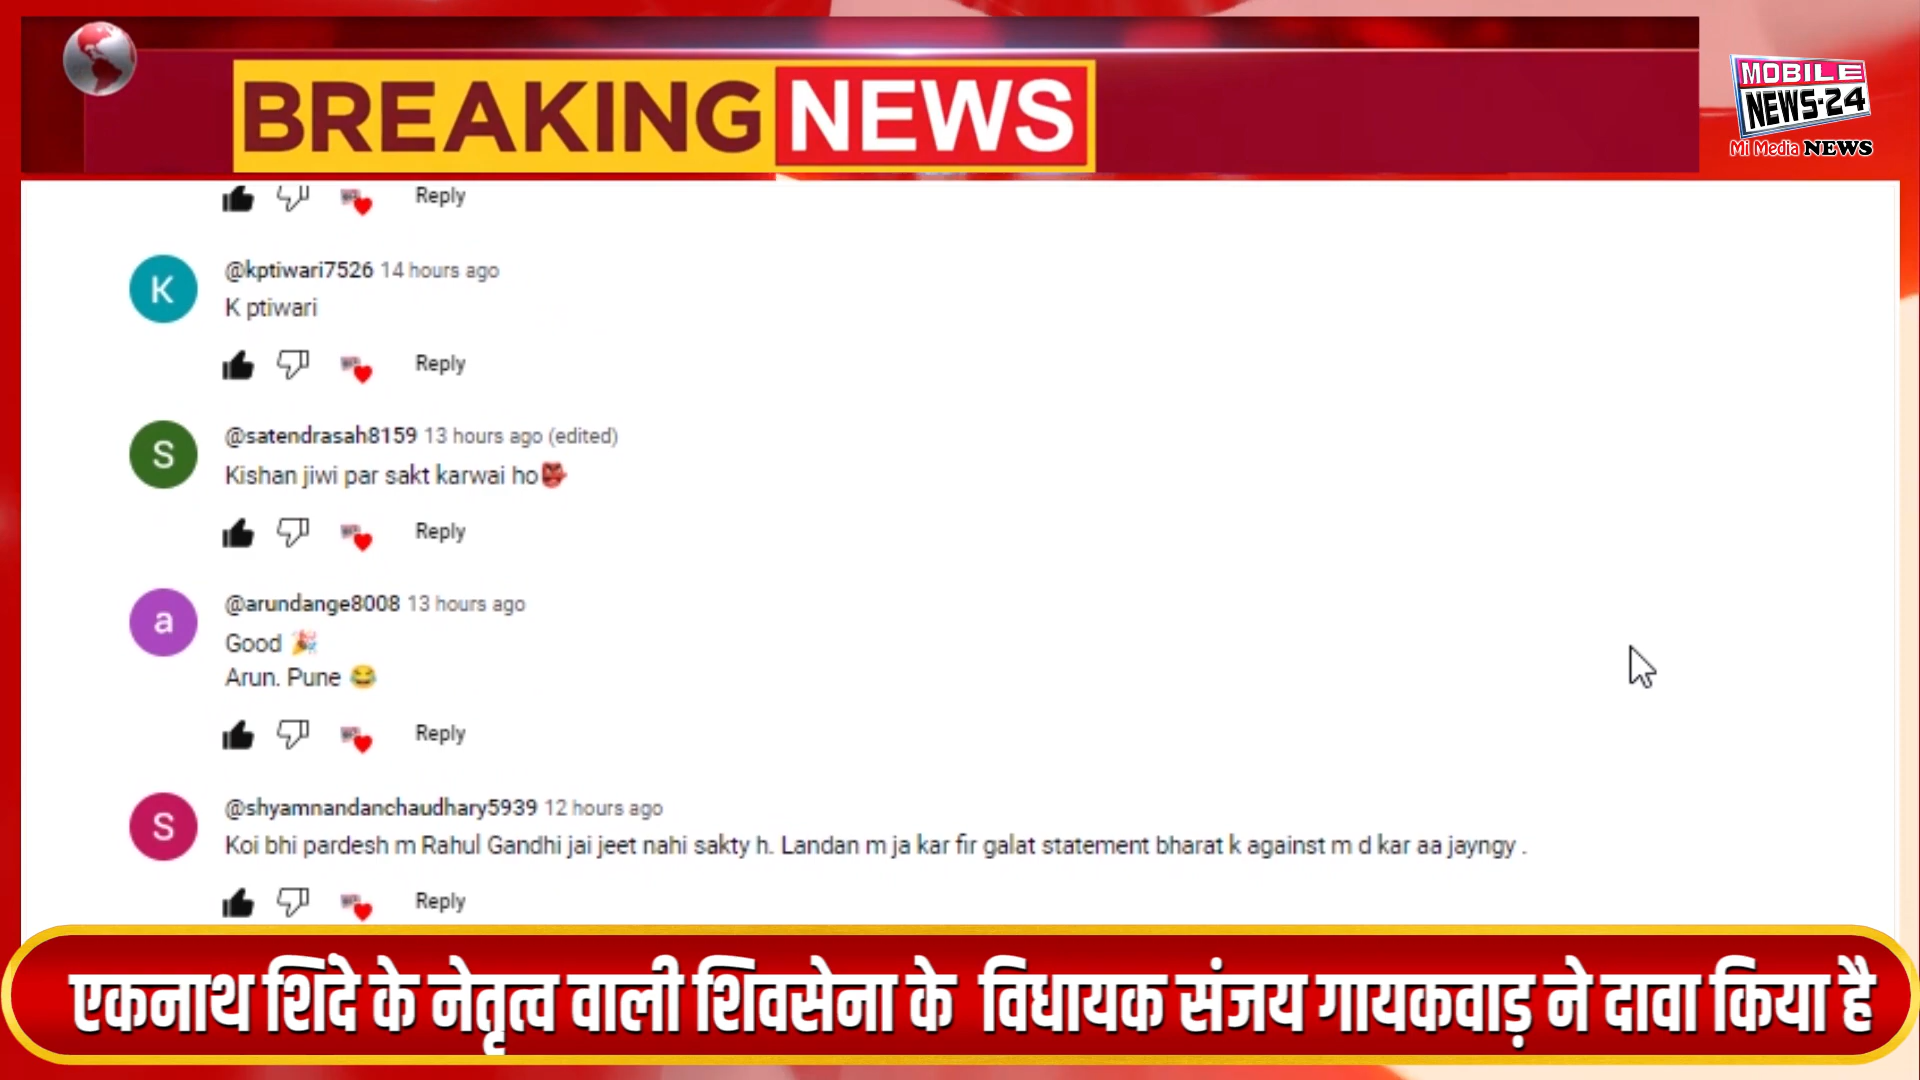 BREAKING NEWS
MOBILE
NEWS-24
Mi Media NEWS
Reply
K
@kptiwari7526 14 hours ago
K ptiwari
Reply
S
@satendrasah8159 13 hours ago (edited)
Kishan jiwi par sakt karwai ho👺
Reply
a
@arundange8008 13 hours ago
Good 🎉
Arun. Pune 😂
Reply
S
@shyamnandanchaudhary5939 12 hours ago
Koi bhi pardesh m Rahul Gandhi jai jeet nahi sakty h. Landan m ja kar fir galat statement bharat k against m d kar aa jayngy .
Reply
एकनाथ शिंदे के नेतृत्व वाली शिवसेना के विधायक संजय गायकवाड़ ने दावा किया है